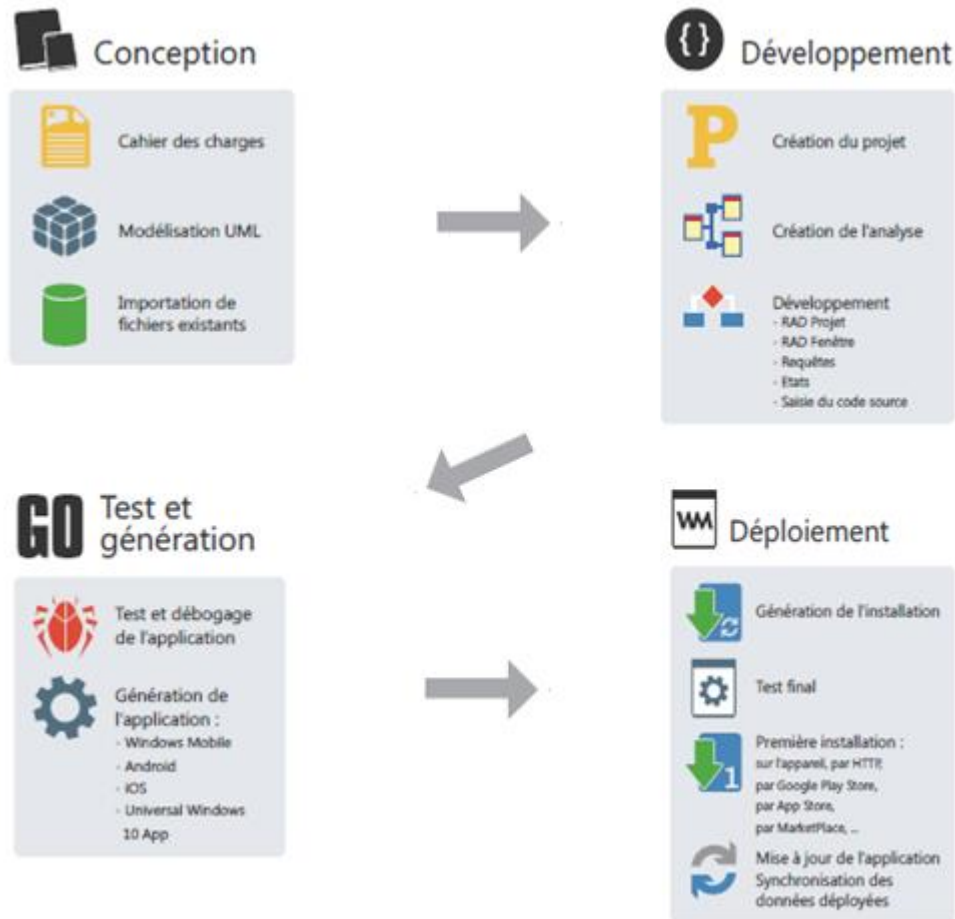 Conception
Cahier des charges
Modélisation UML
Importation de
fichiers existants
{}
Développement
P
Création du projet
Création de l'analyse
Développement
- RAD Projet
- RAD Fenêtre
- Requêtes
- Etats
- Saisie du code source
GO
Test et
génération
Test et débogage
de l'application
Génération de
l'application :
- Windows Mobile
- Android
- iOS
- Universal Windows
10 App
WM
Déploiement
Génération de l'installation
Test final
1
Première installation :
sur l'appareil, par HTTP,
par Google Play Store,
par App Store,
par MarketPlace, ...
Mise à jour de l'application
Synchronisation des
données déployées